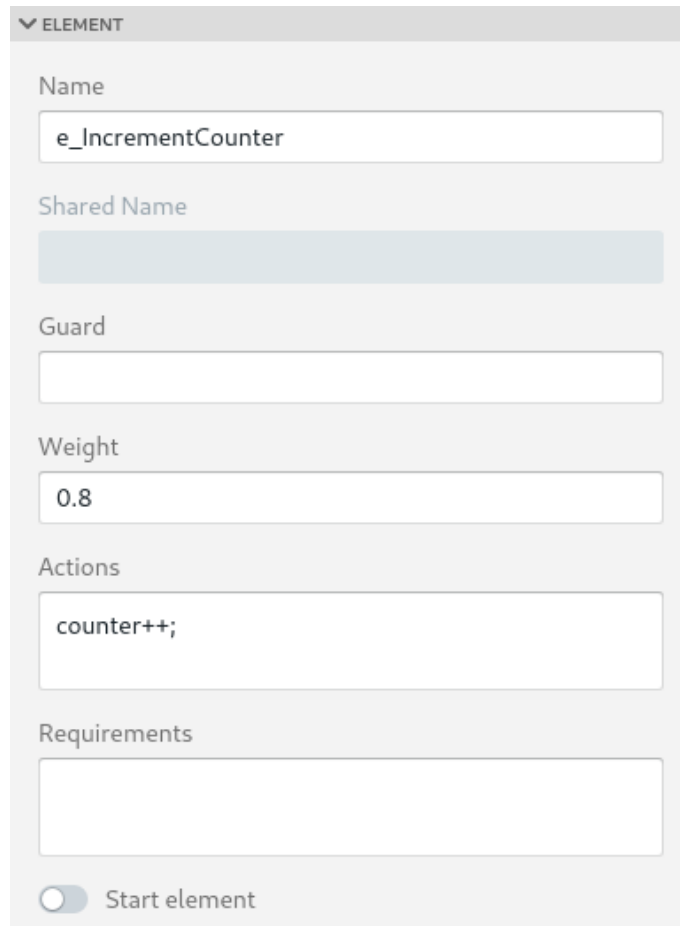 ELEMENT
Name
e_IncrementCounter
Shared Name
Guard
Weight
0.8
Actions
counter++;
Requirements
Start element